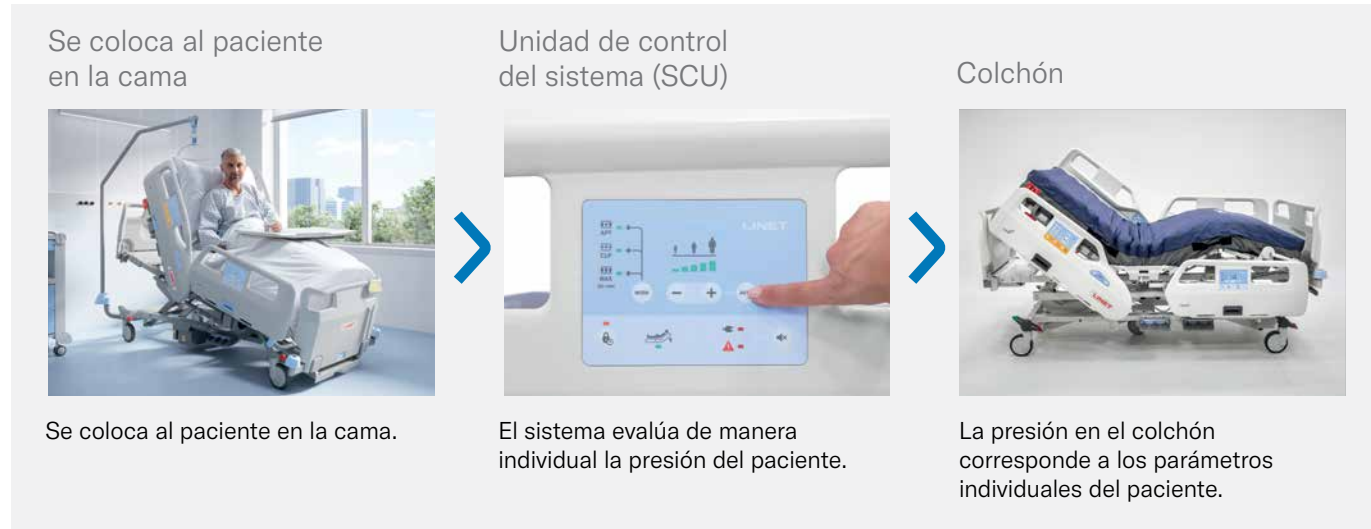 Se coloca al paciente
en la cama
Unidad de control
del sistema (SCU)
Colchón
LINET
MODE
Se coloca al paciente en la cama.
El sistema evalúa de manera
individual la presión del paciente.
La presión en el colchón
corresponde a los parámetros
individuales del paciente.